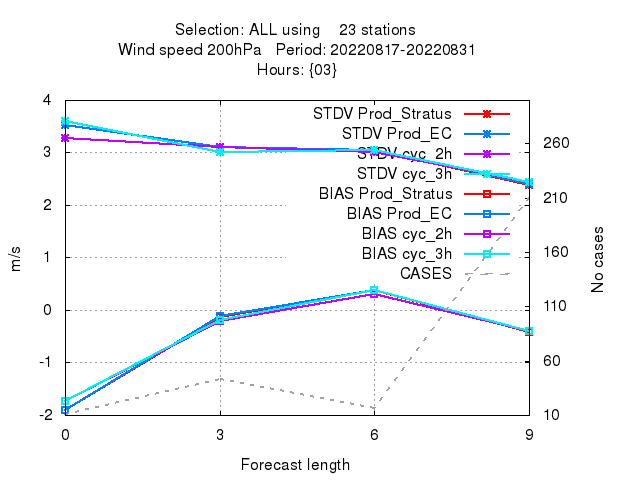 Selection: ALL using 23 stations
Wind speed 200hPa Period: 20220817-20220831
Hours: {03}
4
3
2
1
0
-1
-2
m/s
STDV Prod_Stratus
STDV Prod_EC
STDV cyc_2h
STDV cyc_3h
BIAS Prod_Stratus
BIAS Prod_EC
BIAS cyc_2h
BIAS cyc_3h
CASES
260
210
160
110
60
10
No cases
0 3 6 9
Forecast length